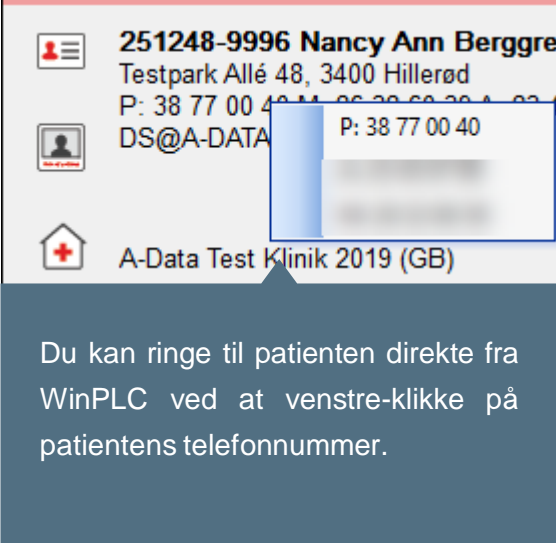 251248-9996 Nancy Ann Berggre
Testpark Allé 48, 3400 Hillerød
P: 38 77 00 40
DS@A-DATA
P: 38 77 00 40
A-Data Test Klinik 2019 (GB)
Du kan ringe til patienten direkte fra
WinPLC ved at venstre-klikke på
patientens telefonnummer.